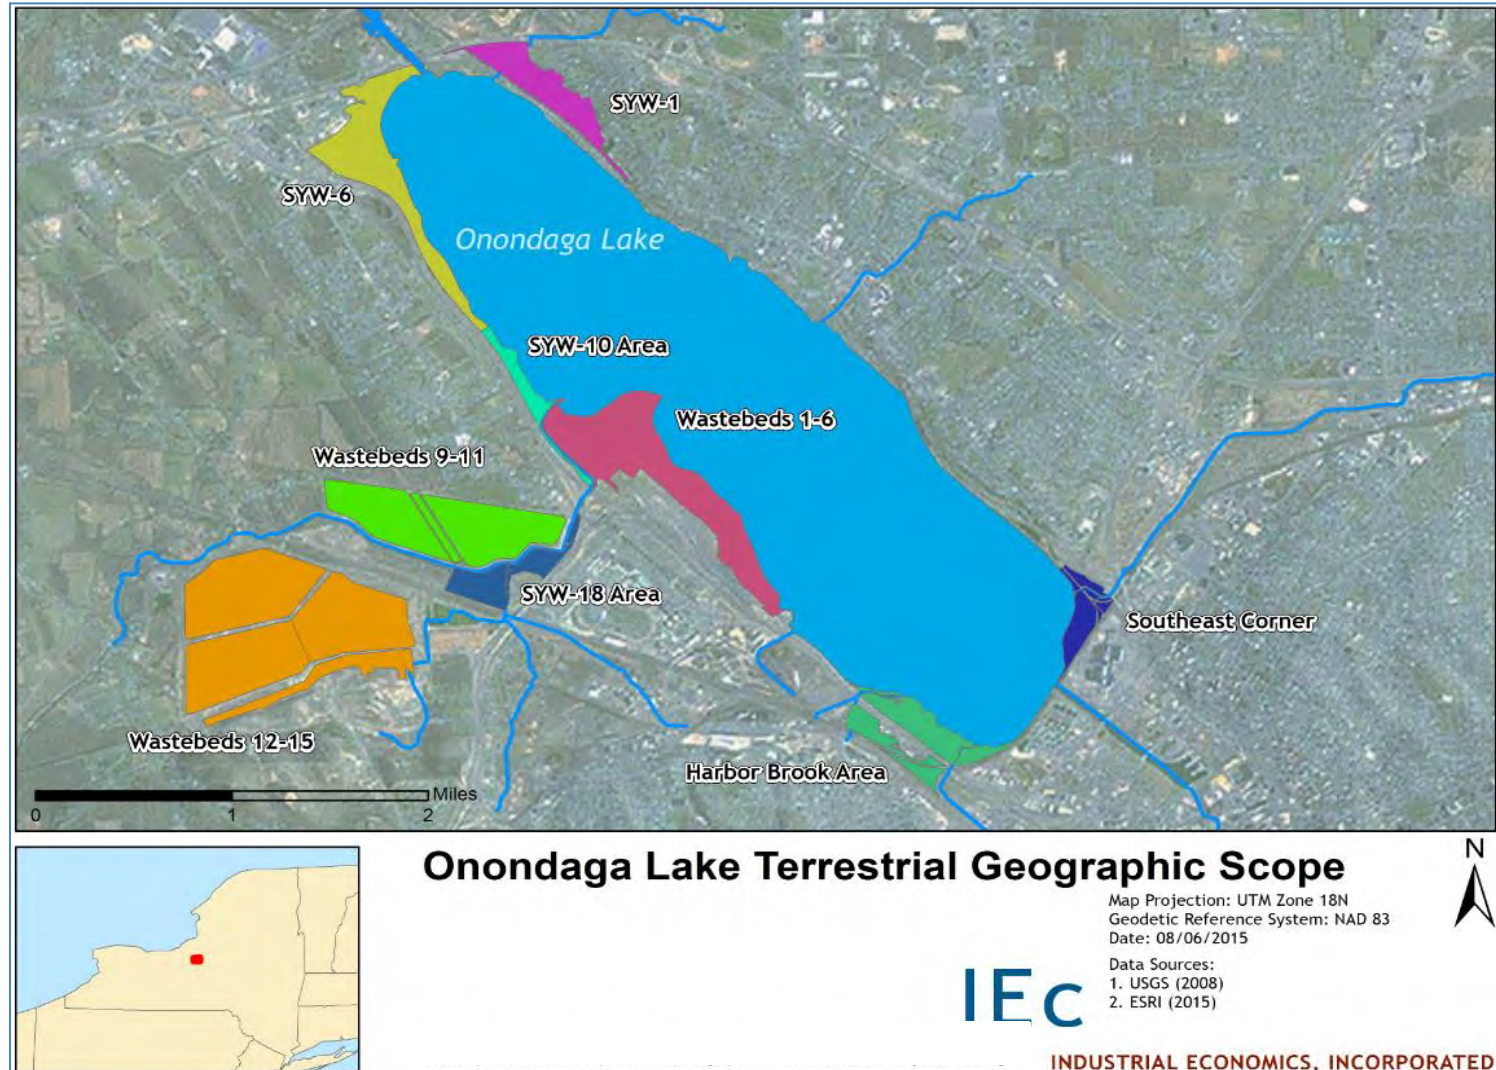 SYW-1
SYW-6
Onondaga Lake
SYW-10 Area
Wastebeds 1-6
Wastebeds 9-11
SYW-18 Area
Southeast Corner
Wastebeds 12-15
Harbor Brook Area
Miles
0 1 2
Onondaga Lake Terrestrial Geographic Scope
N
Map Projection: UTM Zone 18N
Geodetic Reference System: NAD 83
Date: 08/06/2015
Data Sources:
1. USGS (2008)
2. ESRI (2015)
IEc
INDUSTRIAL ECONOMICS, INCORPORATED